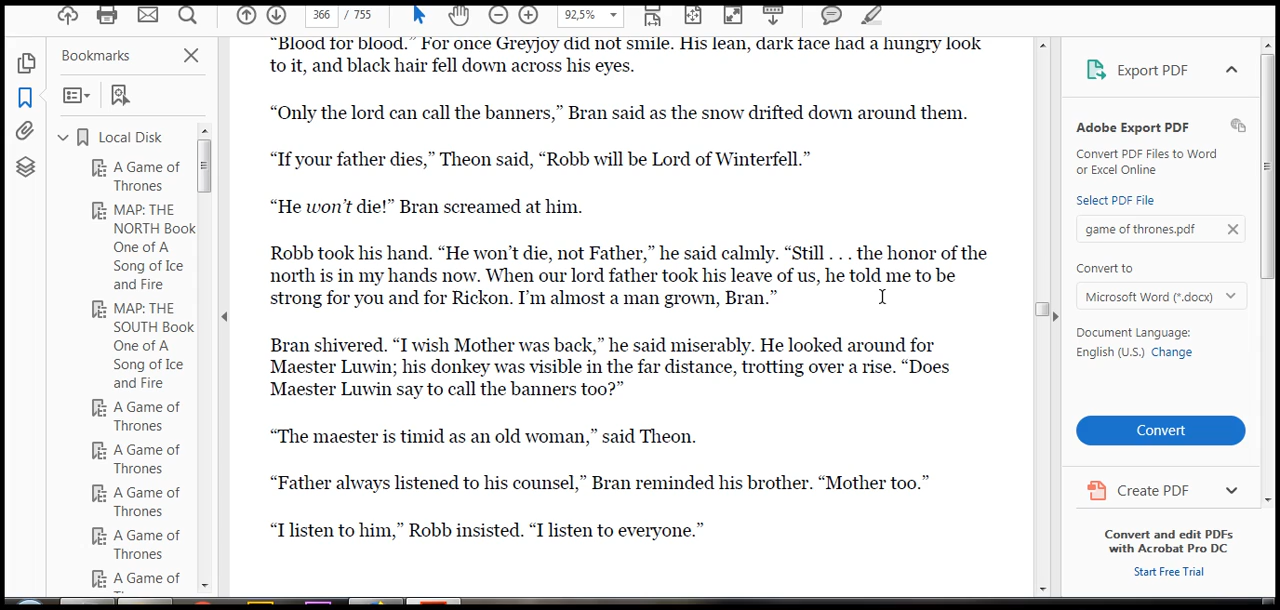 366 / 755
92,5%
Bookmarks
Local Disk
A Game of
Thrones
MAP: THE
NORTH Book
One of A
Song of Ice
and Fire
MAP: THE
SOUTH Book
One of A
Song of Ice
and Fire
A Game of
Thrones
A Game of
Thrones
A Game of
Thrones
A Game of
Thrones
A Game of
“Blood for blood.” For once Greyjoy did not smile. His lean, dark face had a hungry look
to it, and black hair fell down across his eyes.
“Only the lord can call the banners,” Bran said as the snow drifted down around them.
“If your father dies,” Theon said, “Robb will be Lord of Winterfell.”
“He won’t die!” Bran screamed at him.
Robb took his hand. “He won’t die, not Father,” he said calmly. “Still . . . the honor of the
north is in my hands now. When our lord father took his leave of us, he told me to be
strong for you and for Rickon. I’m almost a man grown, Bran.”
Bran shivered. “I wish Mother was back,” he said miserably. He looked around for
Maester Luwin; his donkey was visible in the far distance, trotting over a rise. “Does
Maester Luwin say to call the banners too?”
“The maester is timid as an old woman,” said Theon.
“Father always listened to his counsel,” Bran reminded his brother. “Mother too.”
“I listen to him,” Robb insisted. “I listen to everyone.”
Export PDF
Adobe Export PDF
Convert PDF Files to Word
or Excel Online
Select PDF File
game of thrones.pdf
Convert to
Microsoft Word (*.docx)
Document Language:
English (U.S.) Change
Convert
Create PDF
Convert and edit PDFs
with Acrobat Pro DC
Start Free Trial